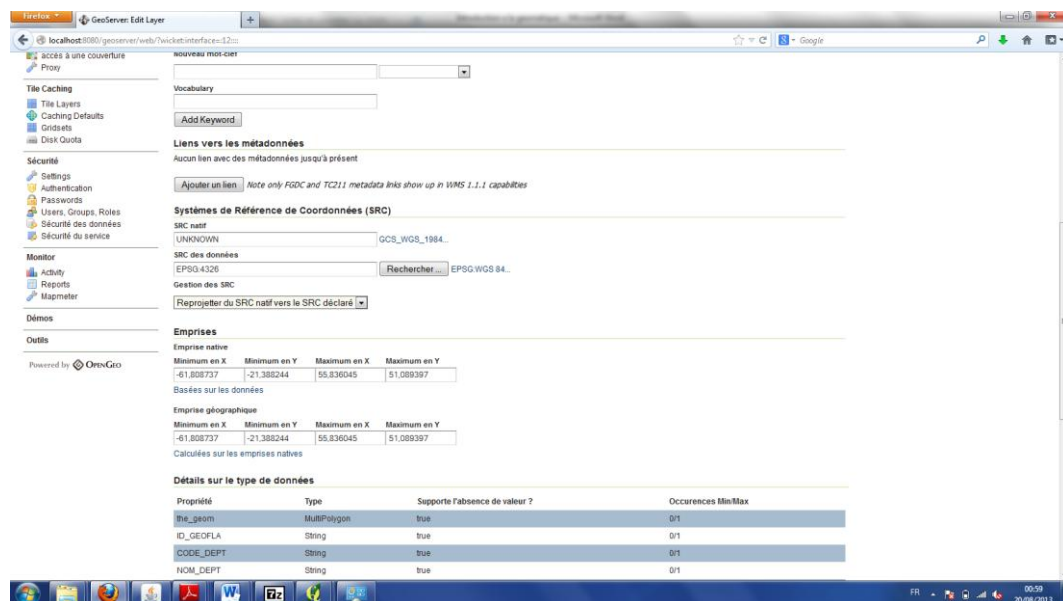 Firefox
GeoServer: Edit Layer
localhost:8080/geoserver/web/?wicket:interface=:12::::
Google
accès à une couverture
Proxy
Tile Caching
Tile Layers
Caching Defaults
Gridsets
Disk Quota
Sécurité
Settings
Authentication
Passwords
Users, Groups, Roles
Sécurité des données
Sécurité du service
Monitor
Activity
Reports
Mapmeter
Démos
Outils
Powered by OpenGeo
Nouveau mot-clef
Vocabulary
Add Keyword
Liens vers les métadonnées
Aucun lien avec des métadonnées jusqu'à présent
Ajouter un lien Note only FGDC and TC211 metadata links show up in WMS 1.1.1 capabilties
Systèmes de Référence de Coordonnées (SRC)
SRC natif
UNKNOWN GCS_WGS_1984...
SRC des données
EPSG:4326 Rechercher ... EPSG:WGS 84...
Gestion des SRC
Reprojetter du SRC natif vers le SRC déclaré
Emprises
Emprise native
Minimum en X Minimum en Y Maximum en X Maximum en Y
-61,808737 -21,388244 55,836045 51,089397
Basées sur les données
Emprise géographique
Minimum en X Minimum en Y Maximum en X Maximum en Y
-61,808737 -21,388244 55,836045 51,089397
Calculées sur les emprises natives
Détails sur le type de données
Propriété Type Supporte l'absence de valeur ? Occurences Min/Max
the_geom MultiPolygon true 0/1
ID_GEOFLA String true 0/1
CODE_DEPT String true 0/1
NOM_DEPT String true 0/1
FR
00:59
20/08/2013